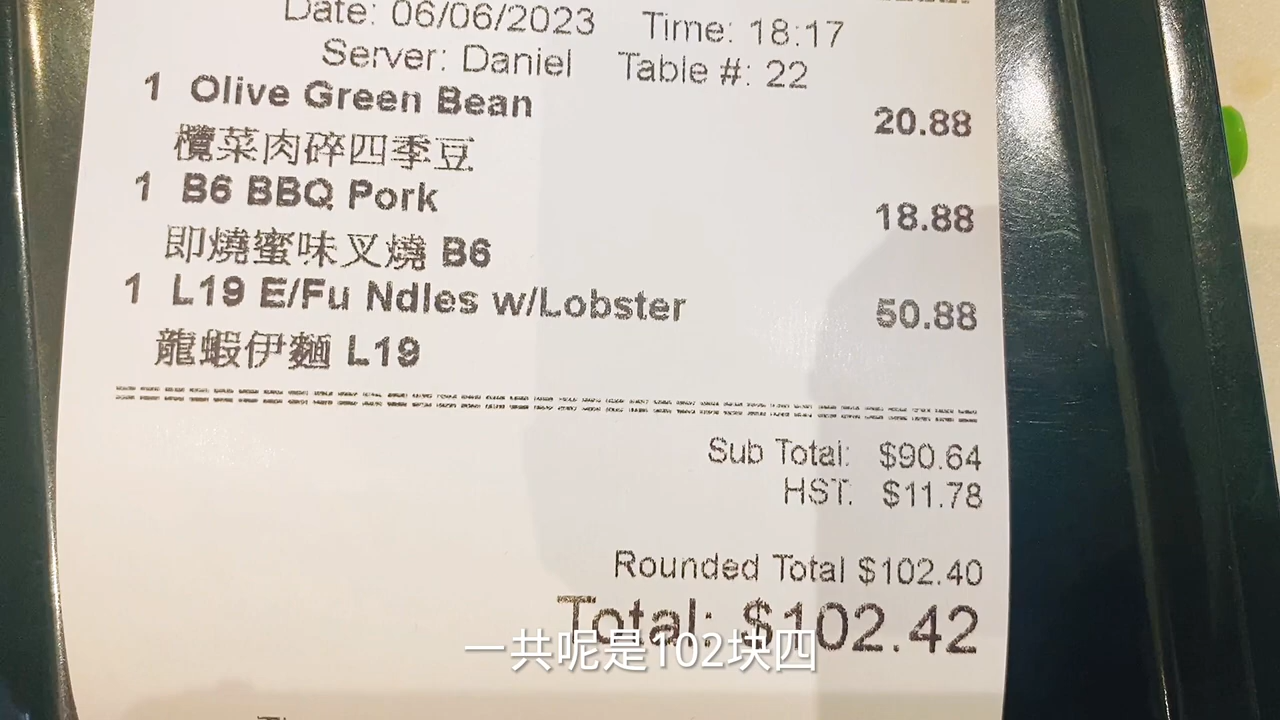 Date: 06/06/2023 Time: 18:17
Server: Daniel Table #: 22
1 Olive Green Bean 20.88
欖菜肉碎四季豆
1 B6 BBQ Pork 18.88
即燒蜜味叉燒 B6
1 L19 E/Fu Ndles w/Lobster 50.88
龍蝦伊麵 L19
Sub Total: $90.64
HST: $11.78
Rounded Total $102.40
Total: $102.42
一共呢是102块四